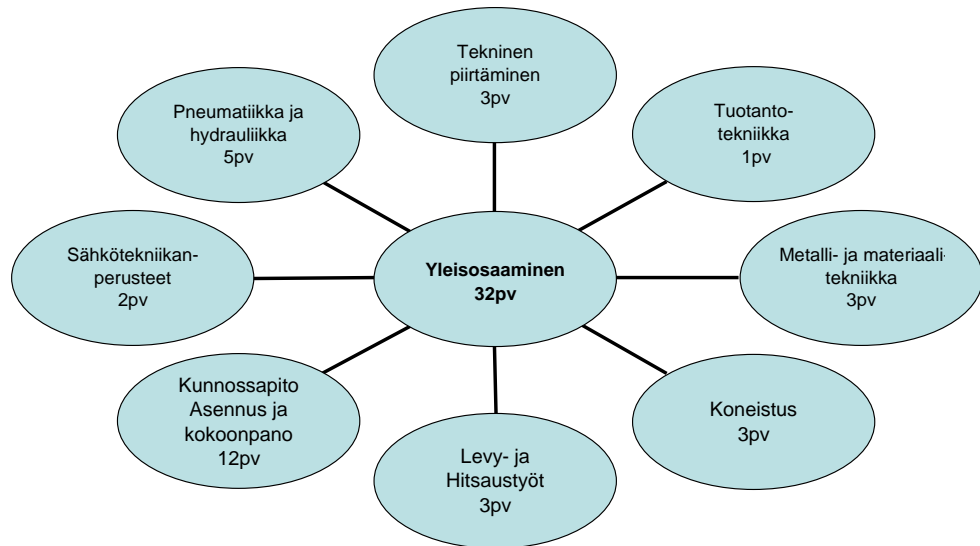 Tekninen
piirtäminen
3pv
Pneumatiikka ja
hydrauliikka
5pv
Tuotanto-
tekniikka
1pv
Sähkötekniikan-
perusteet
2pv
Yleisosaaminen
32pv
Metalli- ja materiaali-
tekniikka
3pv
Kunnossapito
Asennus ja
kokoonpano
12pv
Levy- ja
Hitsaustyöt
3pv
Koneistus
3pv